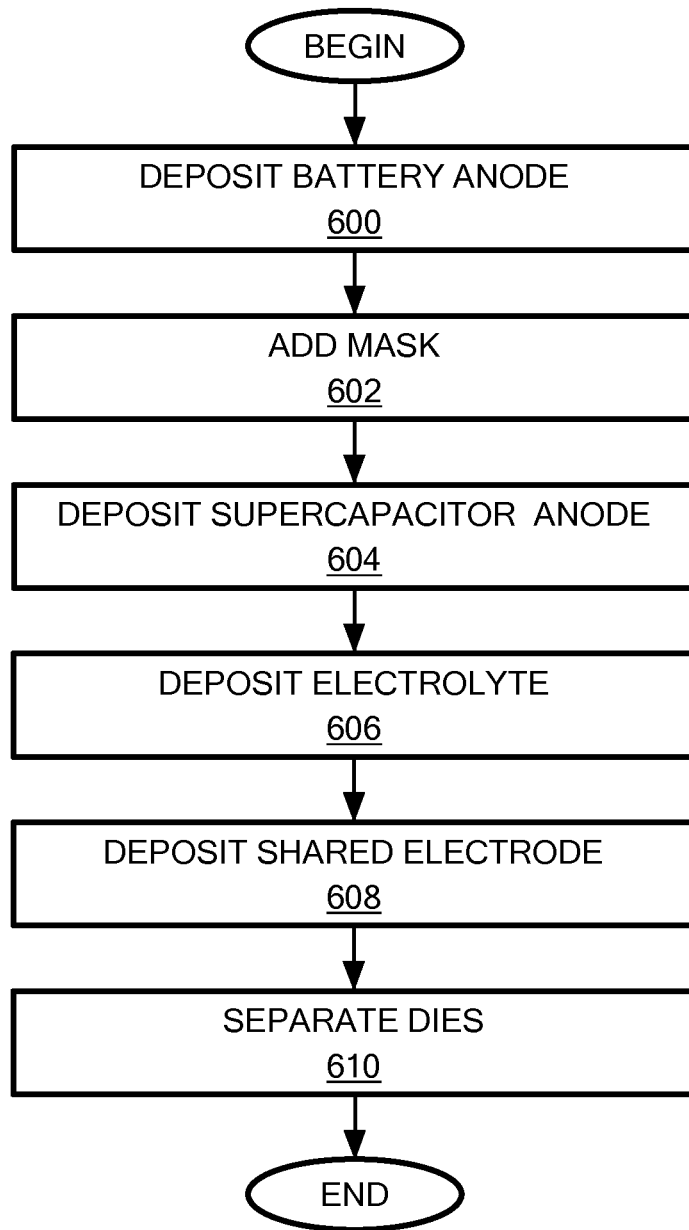 BEGIN
DEPOSIT BATTERY ANODE
600
ADD MASK
602
DEPOSIT SUPERCAPACITOR ANODE
604
DEPOSIT ELECTROLYTE
606
DEPOSIT SHARED ELECTRODE
608
SEPARATE DIES
610
END